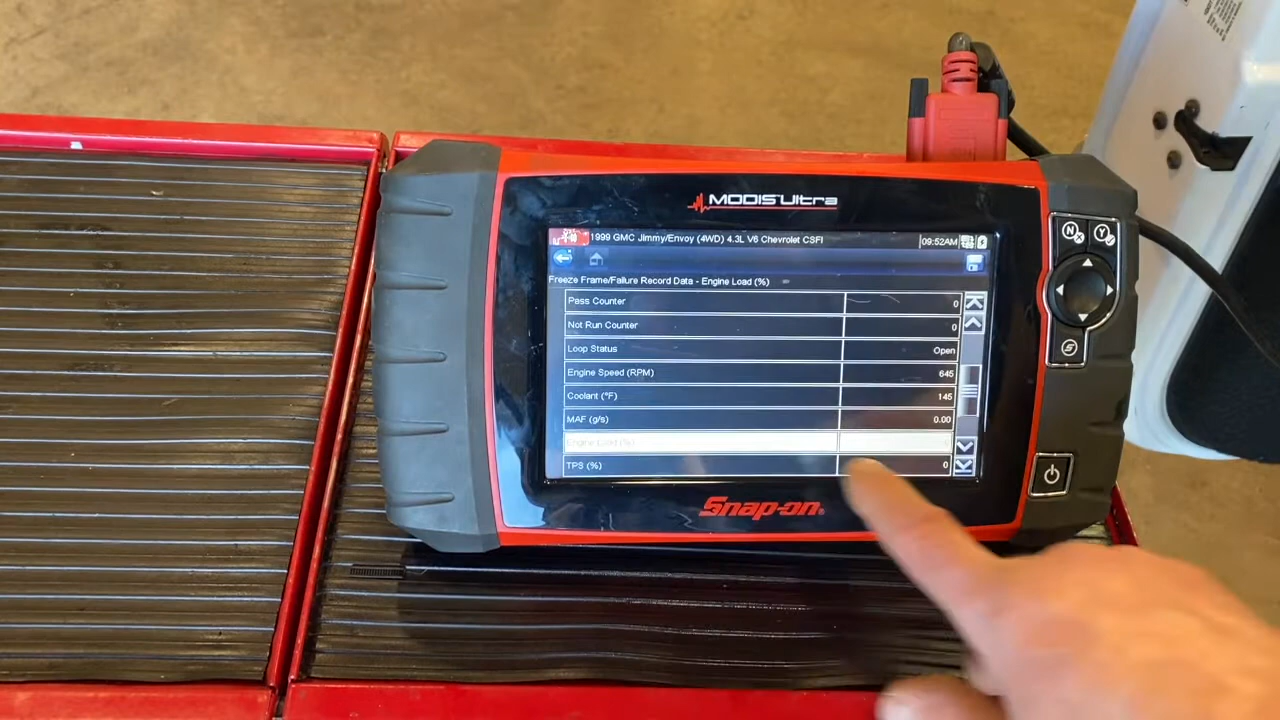 MODIS Ultra
1999 GMC Jimmy/Envoy (4WD) 4.3L V6 Chevrolet CSFI 09:52AM
Freeze Frame/Failure Record Data - Engine Load (%)
Pass Counter 0
Not Run Counter 0
Loop Status Open
Engine Speed (RPM) 645
Coolant (°F) 145
MAF (g/s) 0.00
Engine Load (%)
TPS (%) 0
Snap-on
N
Y
S